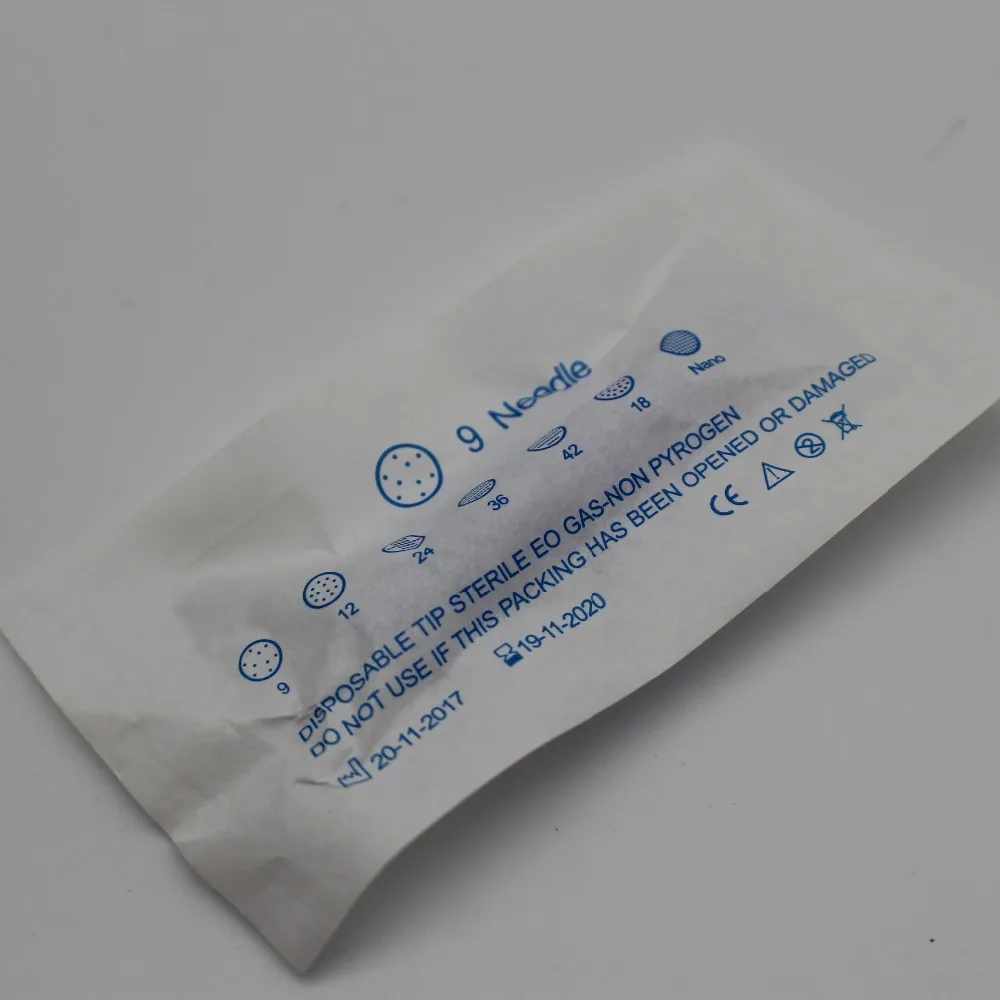 9 Needle
9 12 24 36 42 18 Nano
DISPOSABLE TIP STERILE EO GAS-NON PYROGEN
DO NOT USE IF THIS PACKING HAS BEEN OPENED OR DAMAGED
20-11-2017 19-11-2020 CE 2